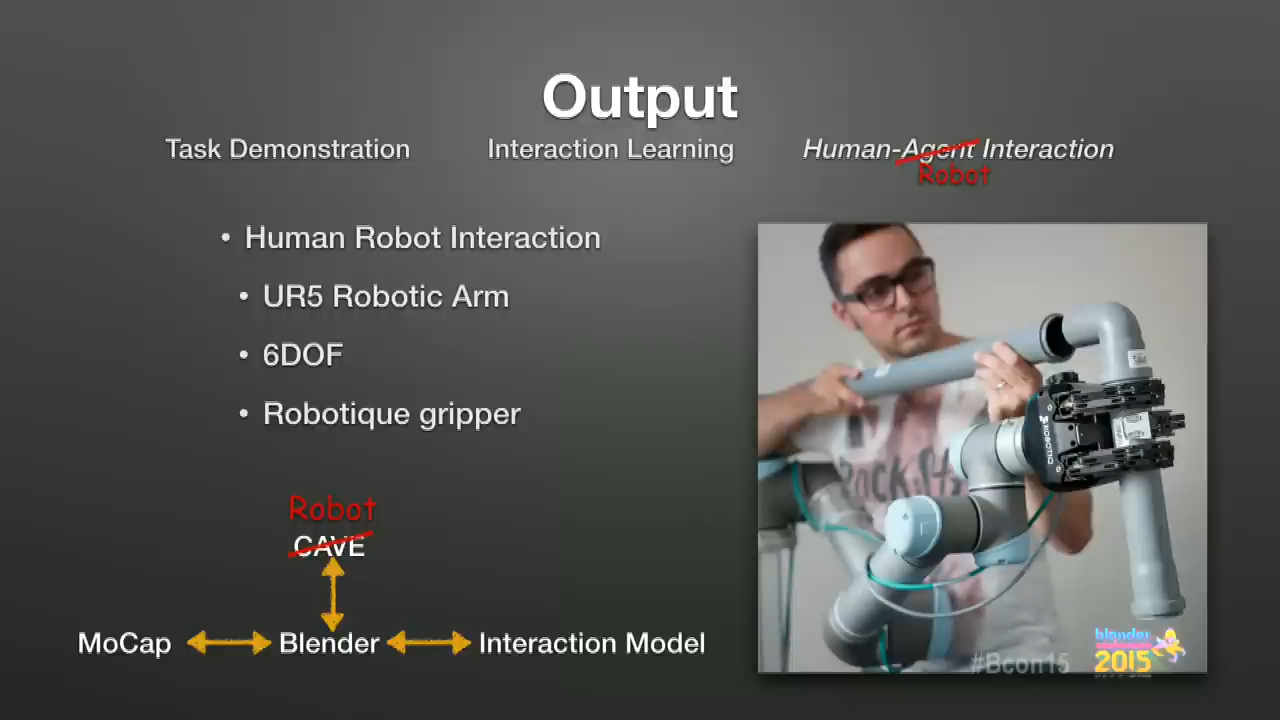 Output
Task Demonstration
Interaction Learning
Human-Agent Interaction
Robot
• Human Robot Interaction
• UR5 Robotic Arm
• 6DOF
• Robotique gripper
Robot
CAVE
MoCap
Blender
Interaction Model
ROBOTIQ
#Bcon15
blender
2015